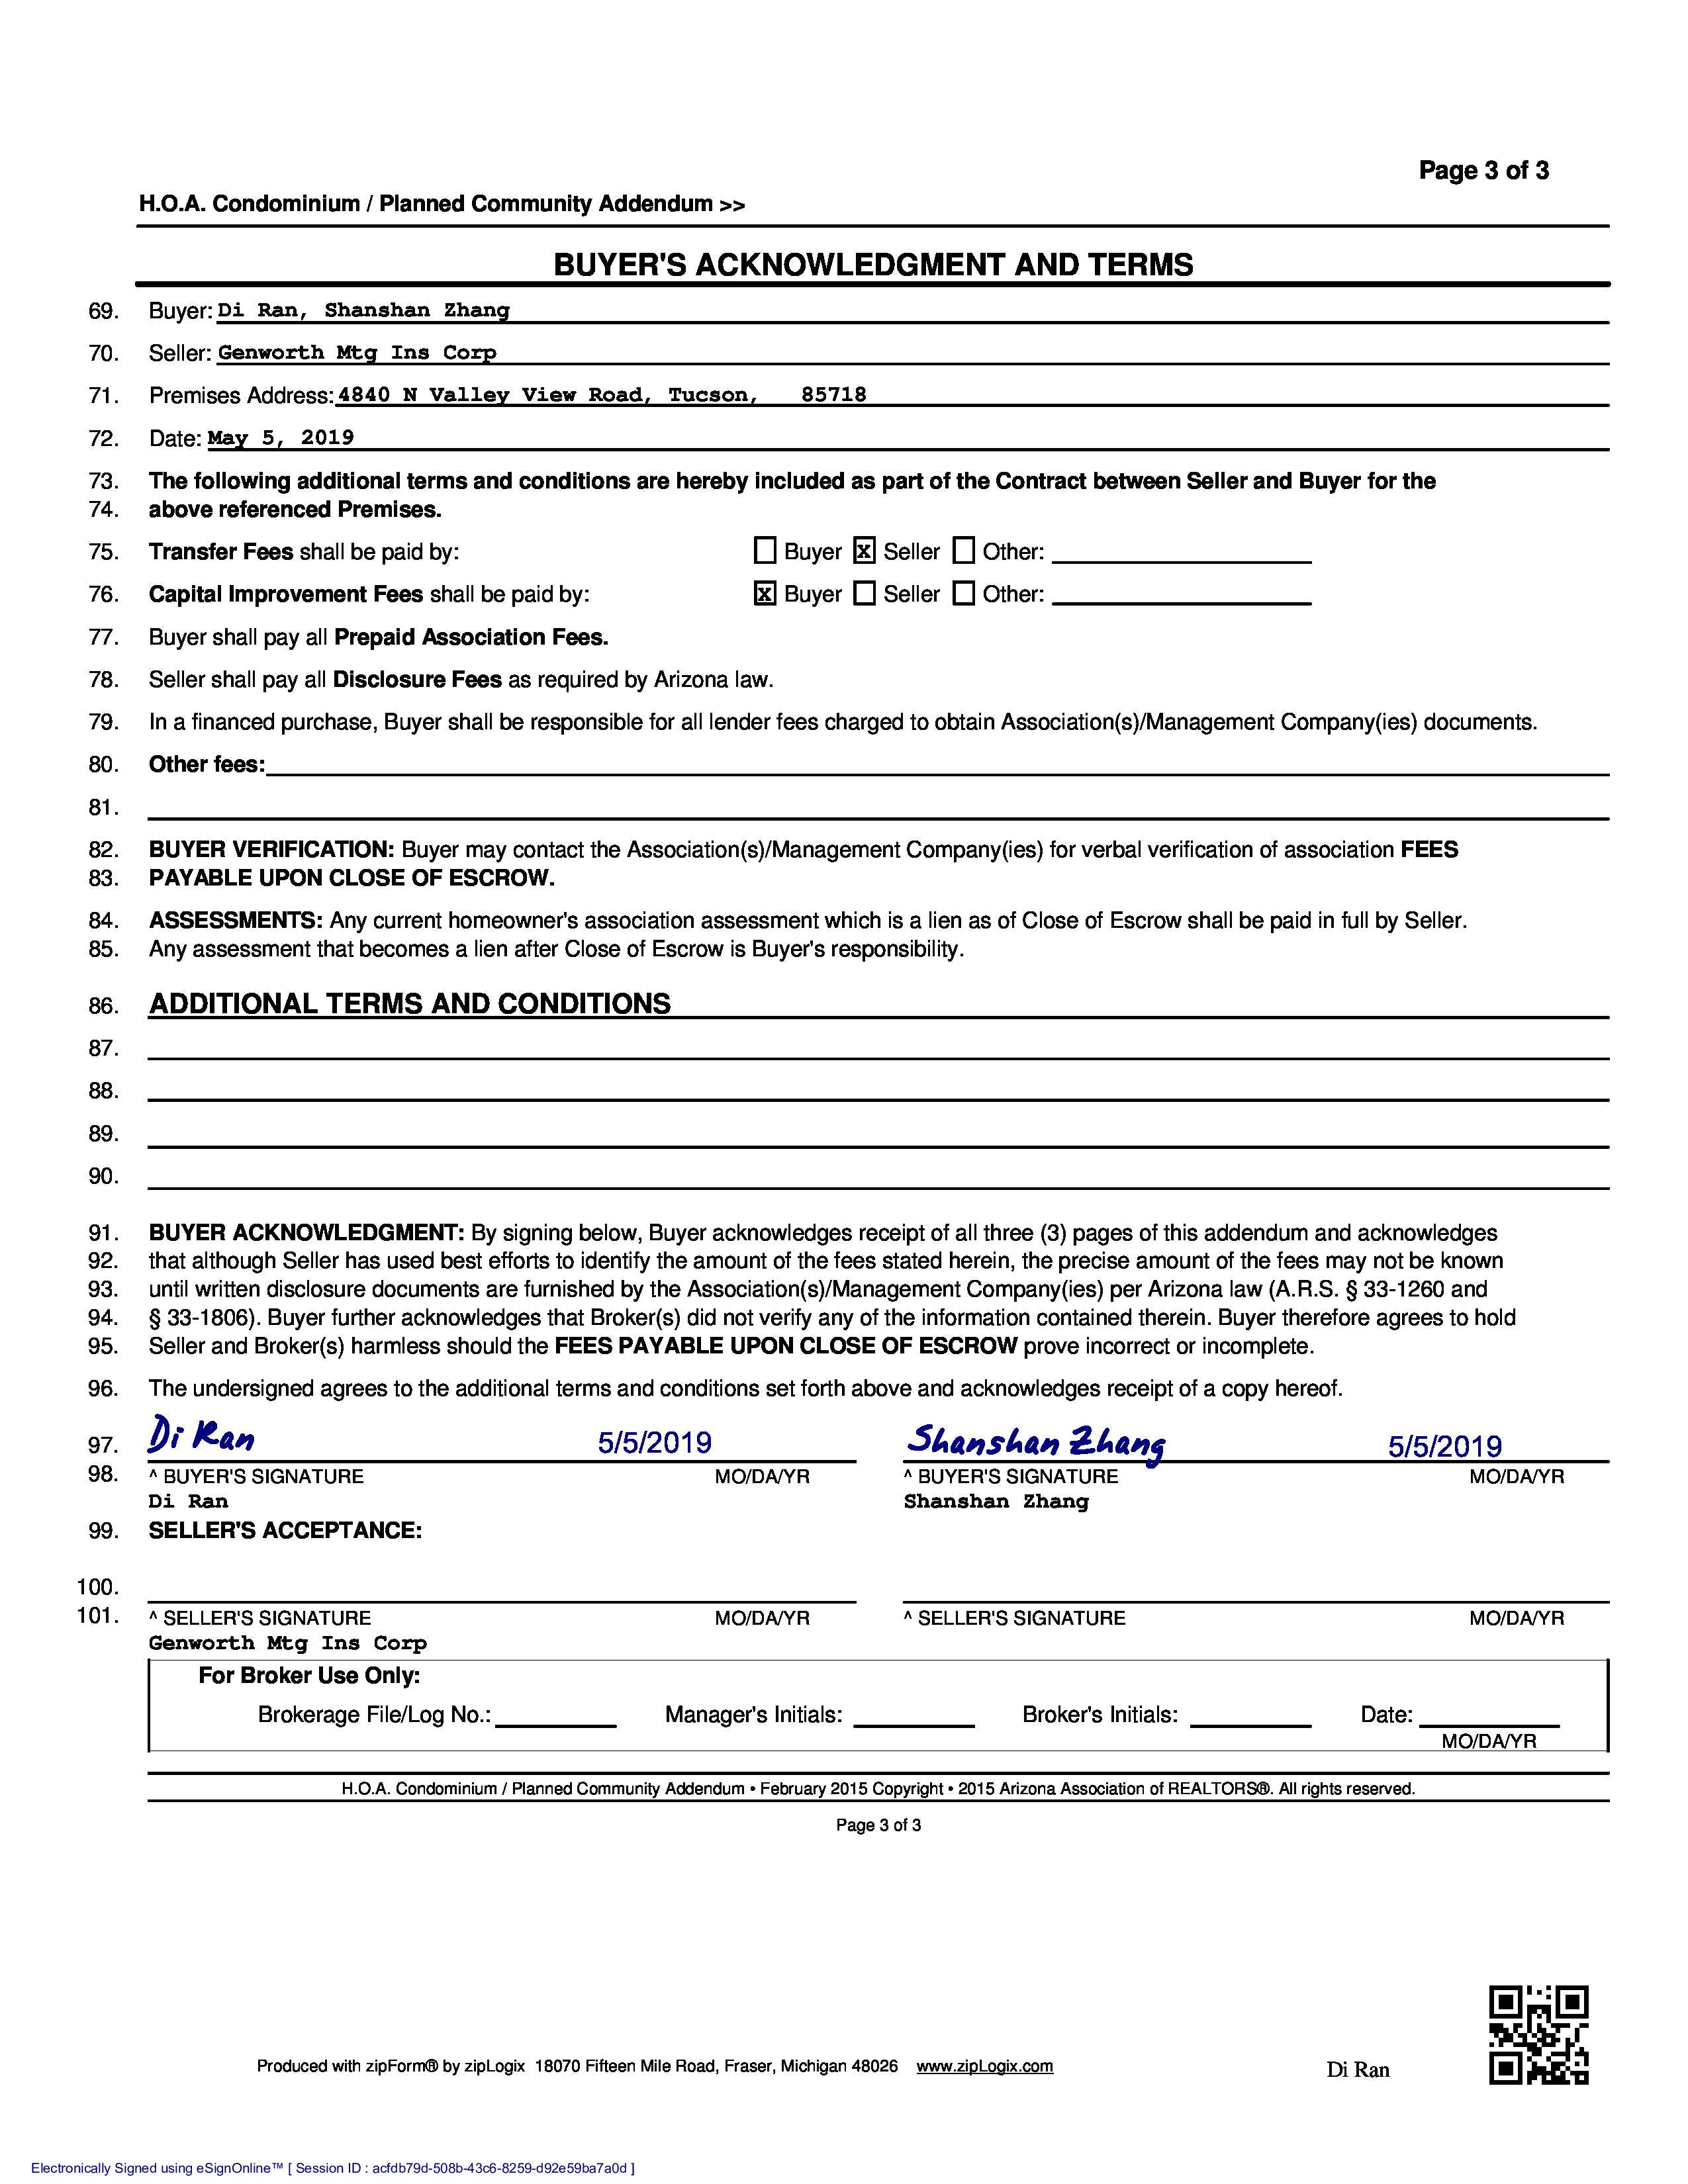 Page 3 of 3
H.O.A. Condominium / Planned Community Addendum >>
BUYER'S ACKNOWLEDGMENT AND TERMS
69. Buyer: Di Ran, Shanshan Zhang
70. Seller: Genworth Mtg Ins Corp
71. Premises Address: 4840 N Valley View Road, Tucson, 85718
72. Date: May 5, 2019
73. The following additional terms and conditions are hereby included as part of the Contract between Seller and Buyer for the
74. above referenced Premises.
75. Transfer Fees shall be paid by: Buyer x Seller Other:
76. Capital Improvement Fees shall be paid by: x Buyer Seller Other:
77. Buyer shall pay all Prepaid Association Fees.
78. Seller shall pay all Disclosure Fees as required by Arizona law.
79. In a financed purchase, Buyer shall be responsible for all lender fees charged to obtain Association(s)/Management Company(ies) documents.
80. Other fees:
81.
82. BUYER VERIFICATION: Buyer may contact the Association(s)/Management Company(ies) for verbal verification of association FEES
83. PAYABLE UPON CLOSE OF ESCROW.
84. ASSESSMENTS: Any current homeowner's association assessment which is a lien as of Close of Escrow shall be paid in full by Seller.
85. Any assessment that becomes a lien after Close of Escrow is Buyer's responsibility.
86. ADDITIONAL TERMS AND CONDITIONS
87.
88.
89.
90.
91. BUYER ACKNOWLEDGMENT: By signing below, Buyer acknowledges receipt of all three (3) pages of this addendum and acknowledges
92. that although Seller has used best efforts to identify the amount of the fees stated herein, the precise amount of the fees may not be known
93. until written disclosure documents are furnished by the Association(s)/Management Company(ies) per Arizona law (A.R.S. § 33-1260 and
94. § 33-1806). Buyer further acknowledges that Broker(s) did not verify any of the information contained therein. Buyer therefore agrees to hold
95. Seller and Broker(s) harmless should the FEES PAYABLE UPON CLOSE OF ESCROW prove incorrect or incomplete.
96. The undersigned agrees to the additional terms and conditions set forth above and acknowledges receipt of a copy hereof.
97. Di Ran 5/5/2019 Shanshan Zhang 5/5/2019
98. ^ BUYER'S SIGNATURE MO/DA/YR ^ BUYER'S SIGNATURE MO/DA/YR
Di Ran Shanshan Zhang
99. SELLER'S ACCEPTANCE:
100.
101. ^ SELLER'S SIGNATURE MO/DA/YR ^ SELLER'S SIGNATURE MO/DA/YR
Genworth Mtg Ins Corp
For Broker Use Only:
Brokerage File/Log No.: Manager's Initials: Broker's Initials: Date:
MO/DA/YR
H.O.A. Condominium / Planned Community Addendum • February 2015 Copyright • 2015 Arizona Association of REALTORS®. All rights reserved.
Page 3 of 3
Produced with zipForm® by zipLogix 18070 Fifteen Mile Road, Fraser, Michigan 48026 www.zipLogix.com Di Ran
Electronically Signed using eSignOnline™ [ Session ID : acfdb79d-508b-43c6-8259-d92e59ba7a0d ]